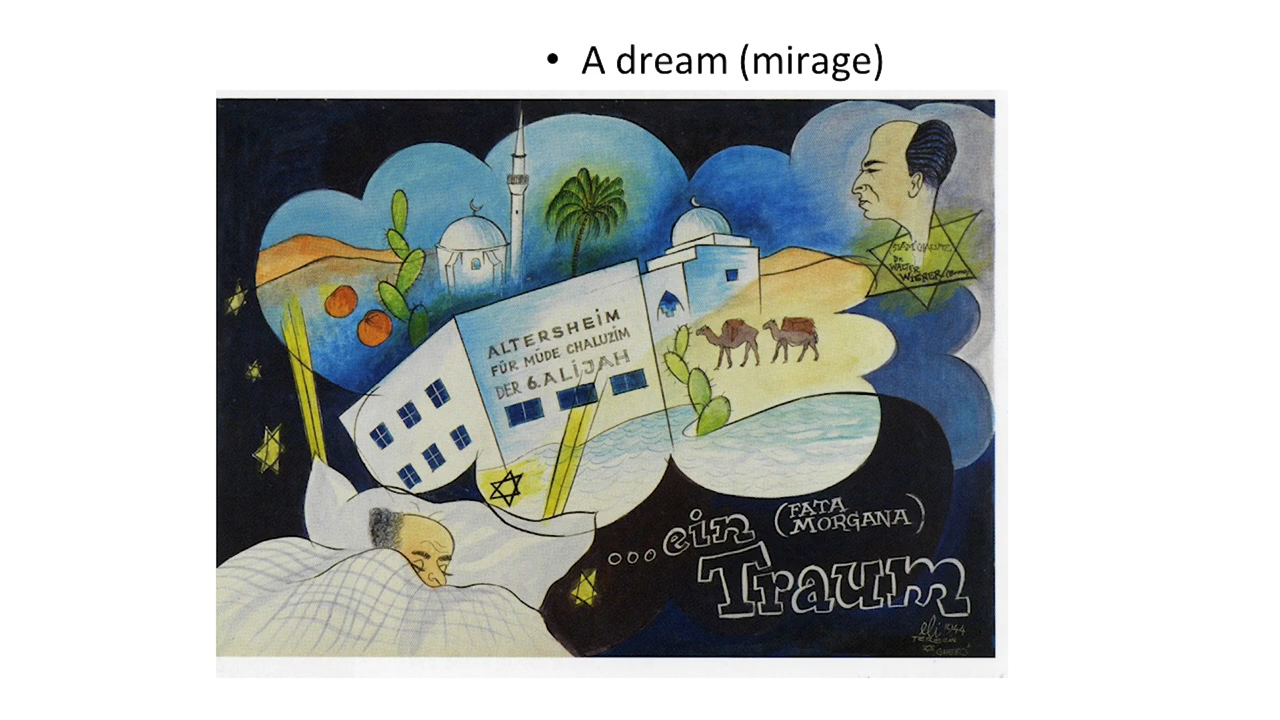 • A dream (mirage)
ALTERSHEIM
FÜR MÜDE CHALUZIM
DER 6. ALIJAH
DR.
WALTER
WIENER
...ein
(FATA
MORGANA)
Traum
eli 1944